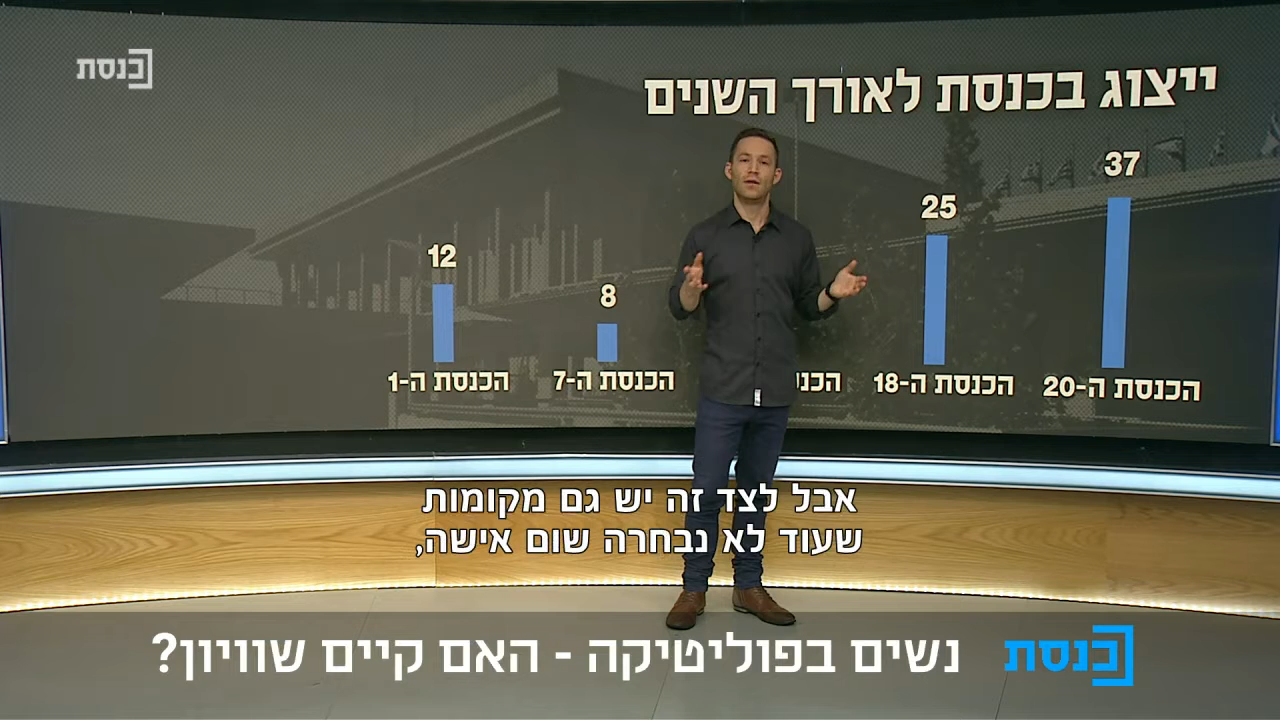 כנסת
ייצוג בכנסת לאורך השנים
37
25
12
8
הכנסת ה-1
הכנסת ה-7
הכנ
הכנסת ה-18
הכנסת ה-20
אבל לצד זה יש גם מקומות
שעוד לא נבחרה שום אישה,
כנסת נשים בפוליטיקה - האם קיים שוויון?